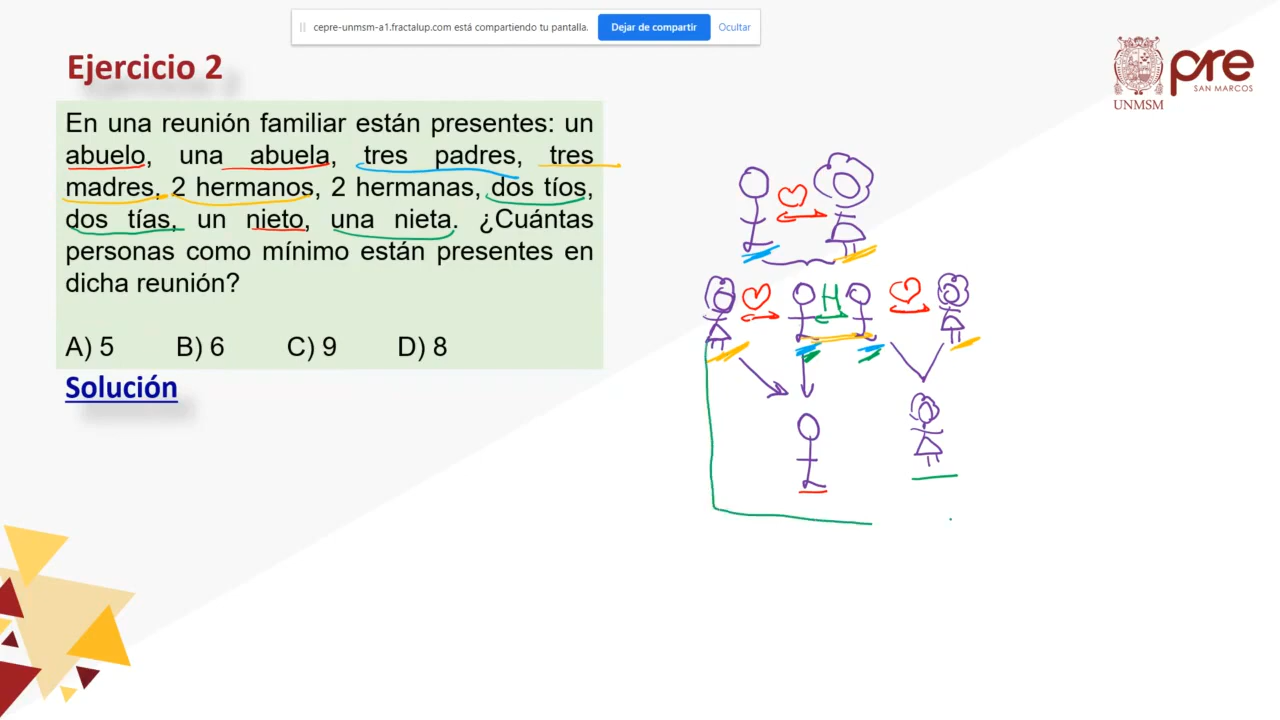 cepre-unmsm-a1.fractalup.com está compartiendo tu pantalla. Dejar de compartir Ocultar
Ejercicio 2
UNMSM pre SAN MARCOS
En una reunión familiar están presentes: un
abuelo, una abuela, tres padres, tres
madres, 2 hermanos, 2 hermanas, dos tíos,
dos tías, un nieto, una nieta. ¿Cuántas
personas como mínimo están presentes en
dicha reunión?
A) 5 B) 6 C) 9 D) 8
Solución
H